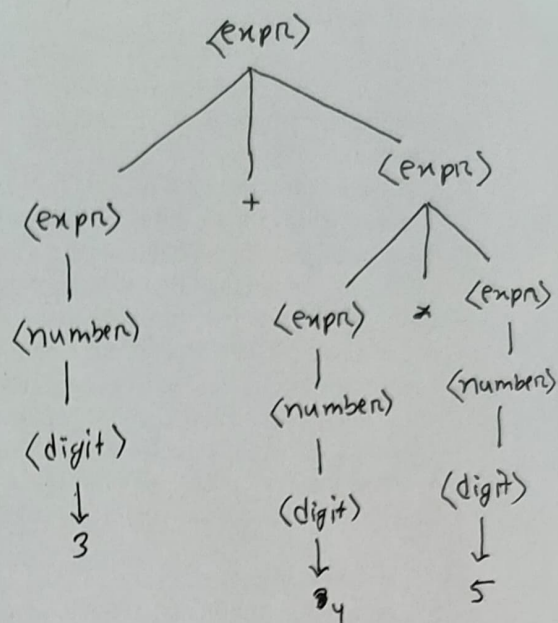 <expr>
<expr> + <expr>
<number> <expr> * <expr>
<digit> <number> <number>
3 <digit> <digit>
4 5